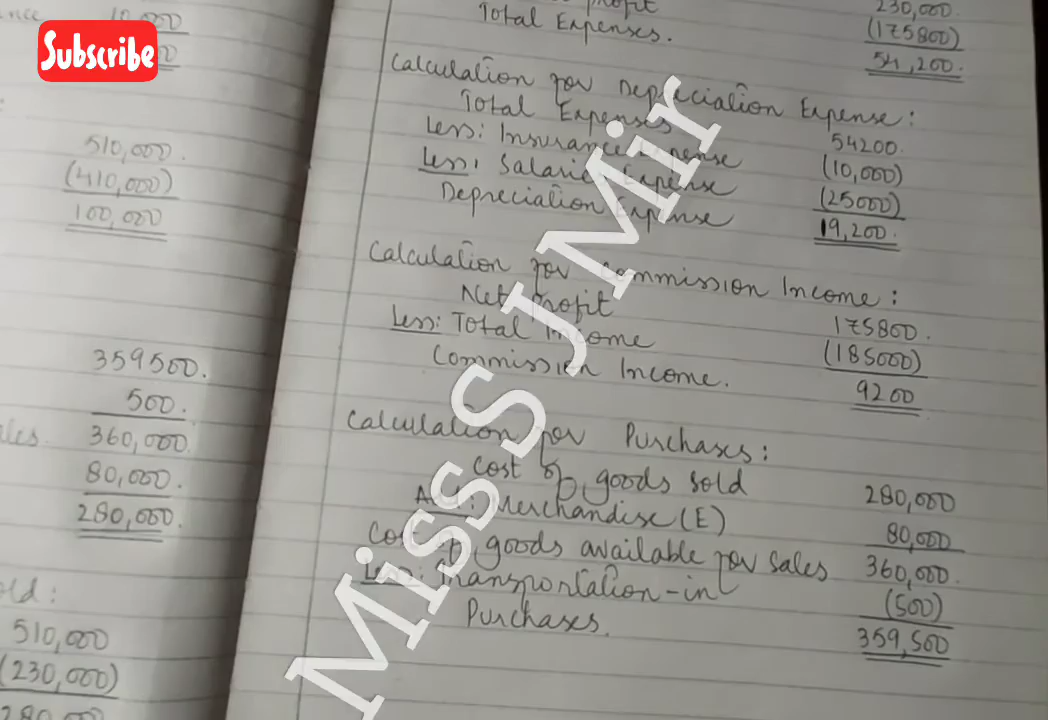 Subscribe
10,000
510,000.
(410,000)
100,000
359500.
500.
360,000.
80,000.
280,000.
old:
510,000
(230,000)
280,000
230,000.
Total Expenses. (175800)
54,200.
Calculation for Depreciation Expense:
Total Expenses 54200.
Less: Insurance Expense (10,000)
Less: Salaries Expense (25000)
Depreciation Expense 19,200.
Calculation for Commission Income:
Net Profit 175800.
Less: Total Income (185000)
Commission Income. 9200
Calculation for Purchases:
Cost of goods sold 280,000
Add: Merchandise (E) 80,000
Cost of goods available for sales 360,000.
Less: Transportation-in (500)
Purchases. 359,500
MissS J Mir